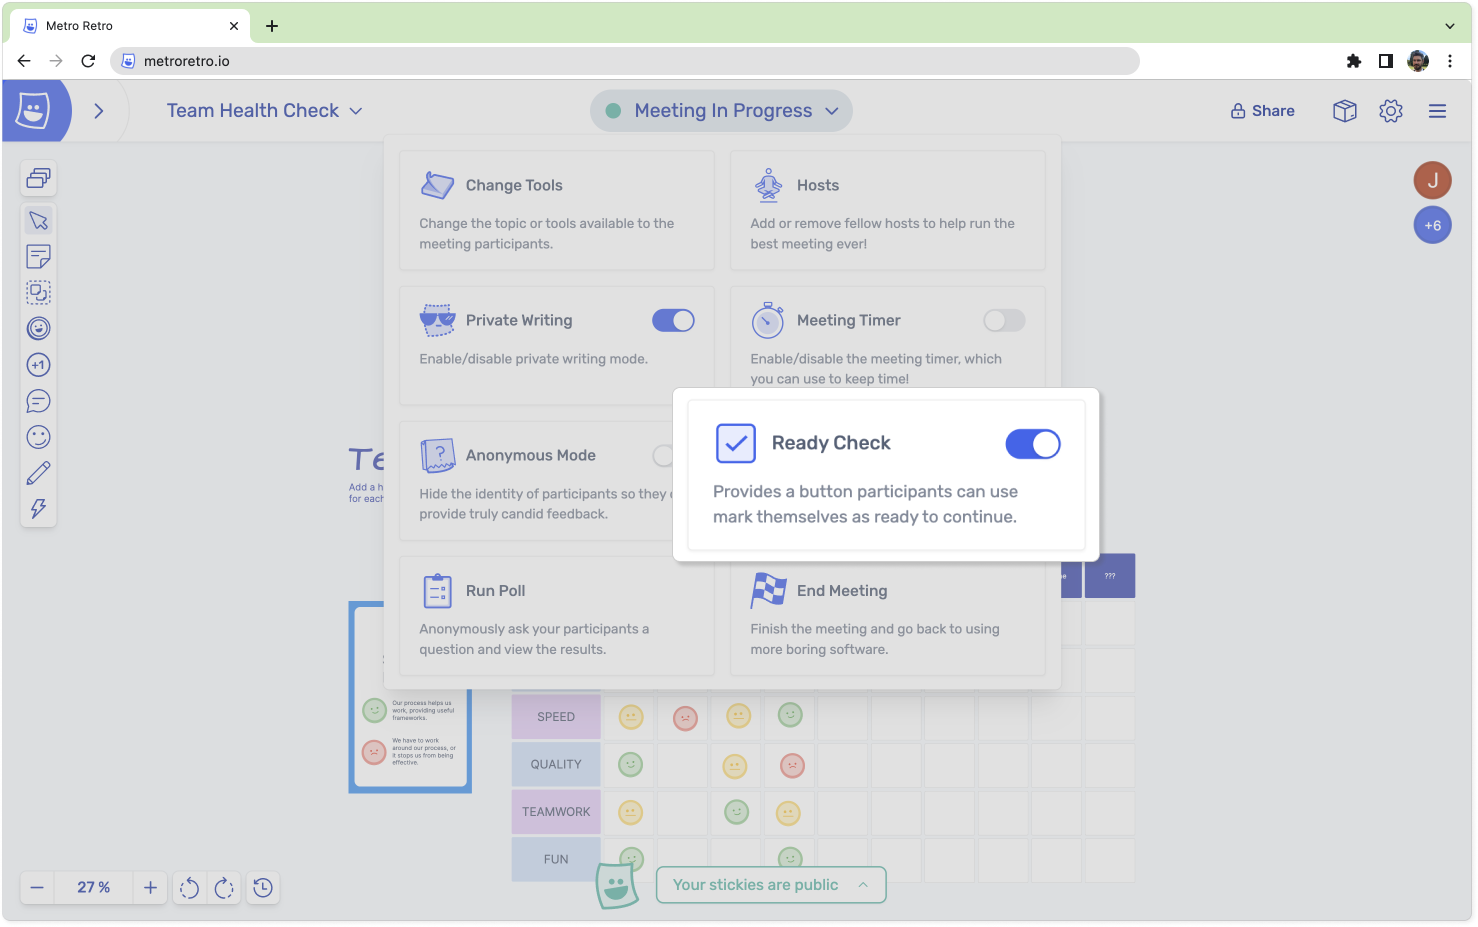 Metro Retro
metroretro.io
Team Health Check
Meeting In Progress
Share
J
+6
Change Tools
Change the topic or tools available to the
meeting participants.
Hosts
Add or remove fellow hosts to help run the
best meeting ever!
Private Writing
Enable/disable private writing mode.
Meeting Timer
Enable/disable the meeting timer, which
you can use to keep time!
+1
Anonymous Mode
Hide the identity of participants so they
provide truly candid feedback.
Ready Check
Provides a button participants can use
mark themselves as ready to continue.
Te
Add a h
for each
Run Poll
Anonymously ask your participants a
question and view the results.
End Meeting
Finish the meeting and go back to using
more boring software.
???
Our process helps us
work, providing useful
frameworks.
We have to work
around our process, or
it stops us from being
effective.
SPEED
QUALITY
TEAMWORK
FUN
27 %
Your stickies are public